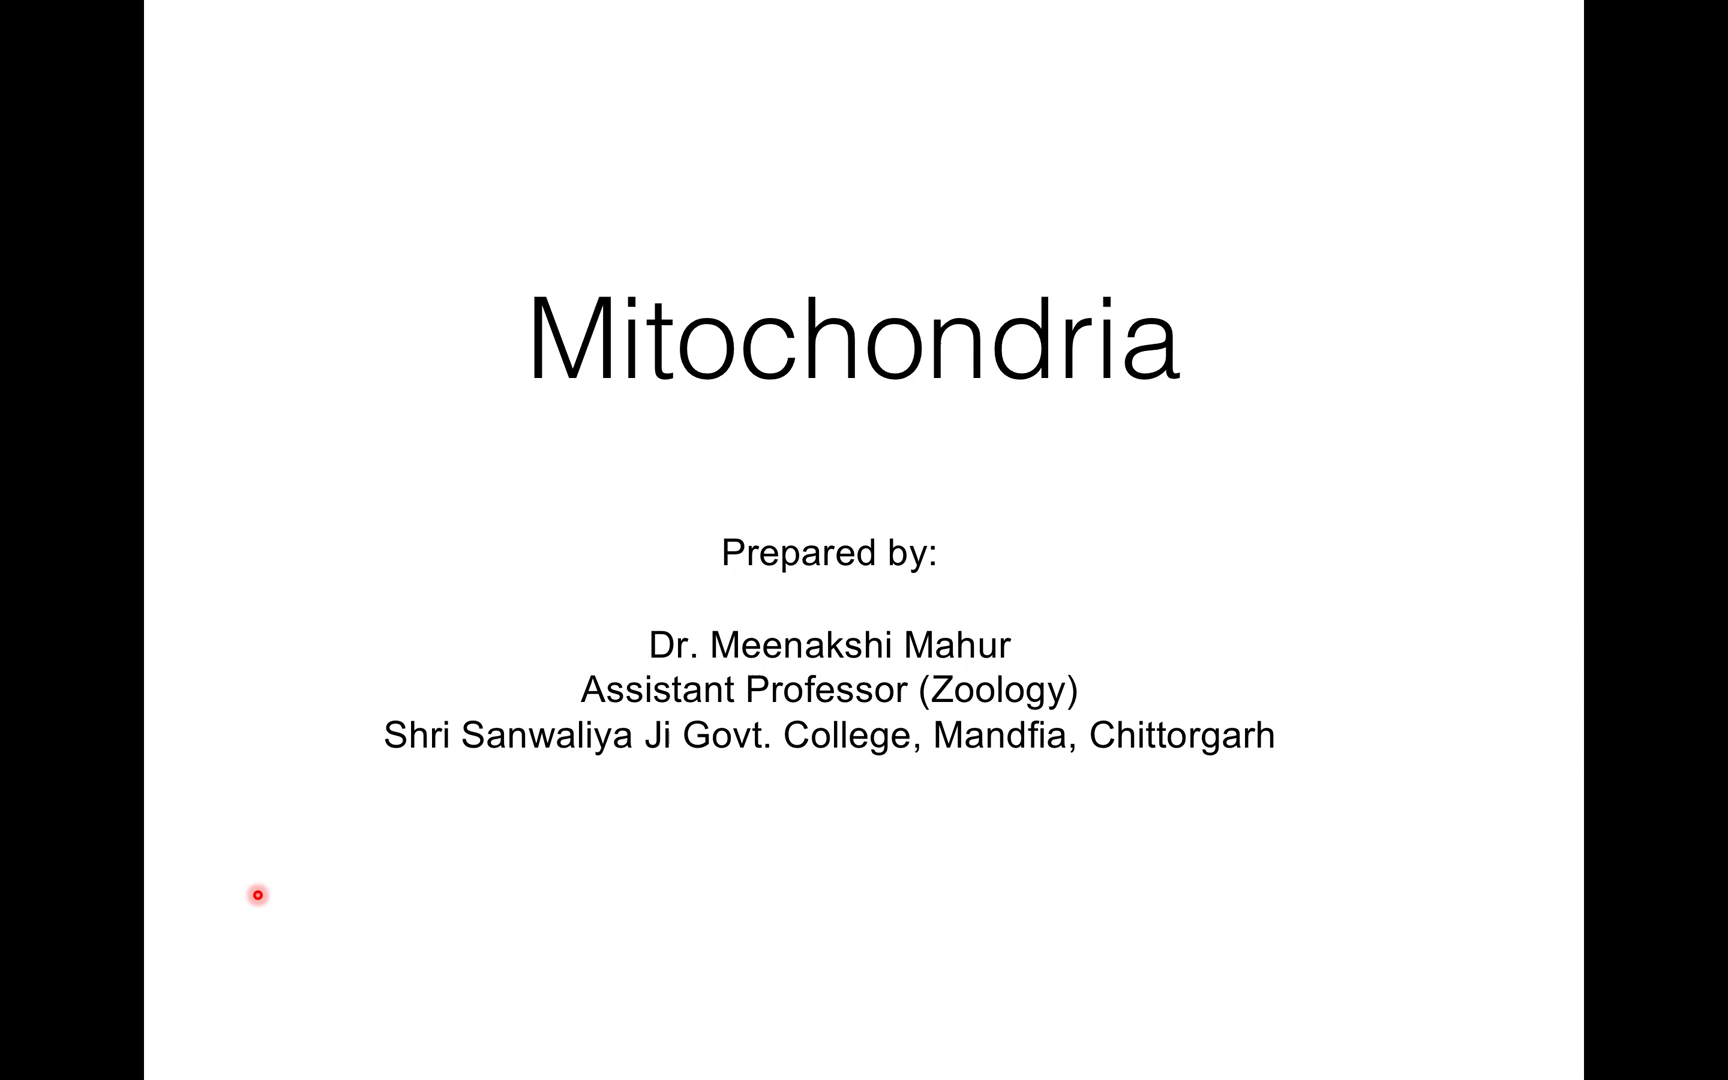 Mitochondria
Prepared by:
Dr. Meenakshi Mahur
Assistant Professor (Zoology)
Shri Sanwaliya Ji Govt. College, Mandfia, Chittorgarh